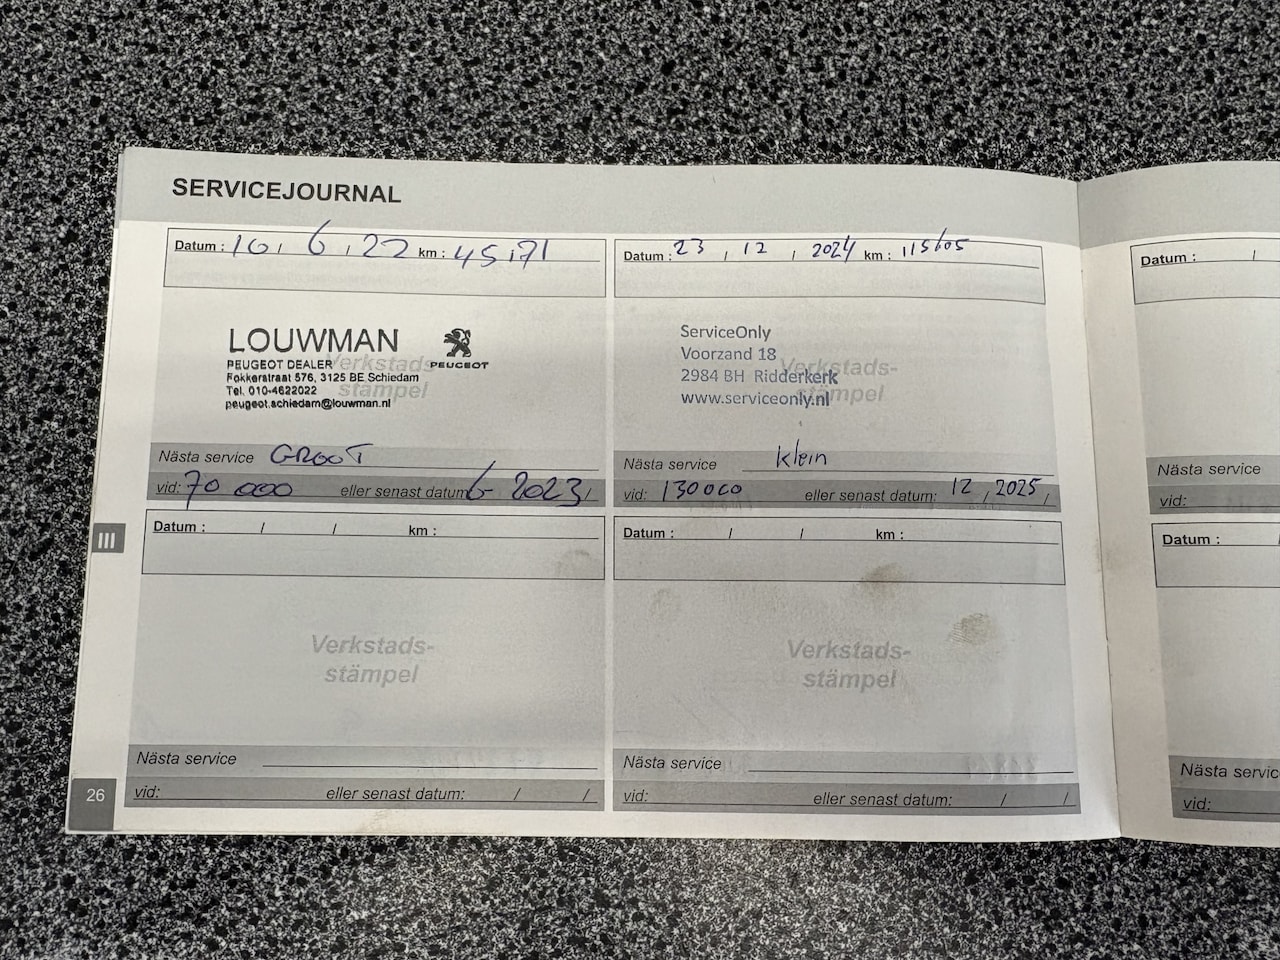 SERVICEJOURNAL
Datum : 10 / 6 / 22 km : 45171
LOUWMAN
PEUGEOT DEALER
PEUGEOT
Fokkerstraat 576, 3125 BE Schiedam
Tel. 010-4622022
peugeot.schiedam@louwman.nl
Verkstads-
stämpel
Nästa service GROOT
vid: 70 000 eller senast datum: 6 2023 /
Datum : 23 / 12 / 2024 km : 115605
ServiceOnly
Voorzand 18
2984 BH Ridderkerk
www.serviceonly.nl
Verkstads-
stämpel
Nästa service klein
vid: 130000 eller senast datum: 12 / 2025 /
Datum : / / km :
Verkstads-
stämpel
Nästa service
vid: eller senast datum: / /
Datum : / / km :
Verkstads-
stämpel
Nästa service
vid: eller senast datum: / /
III
26
Datum : /
Nästa service
vid:
Datum : /
Nästa servic
vid: